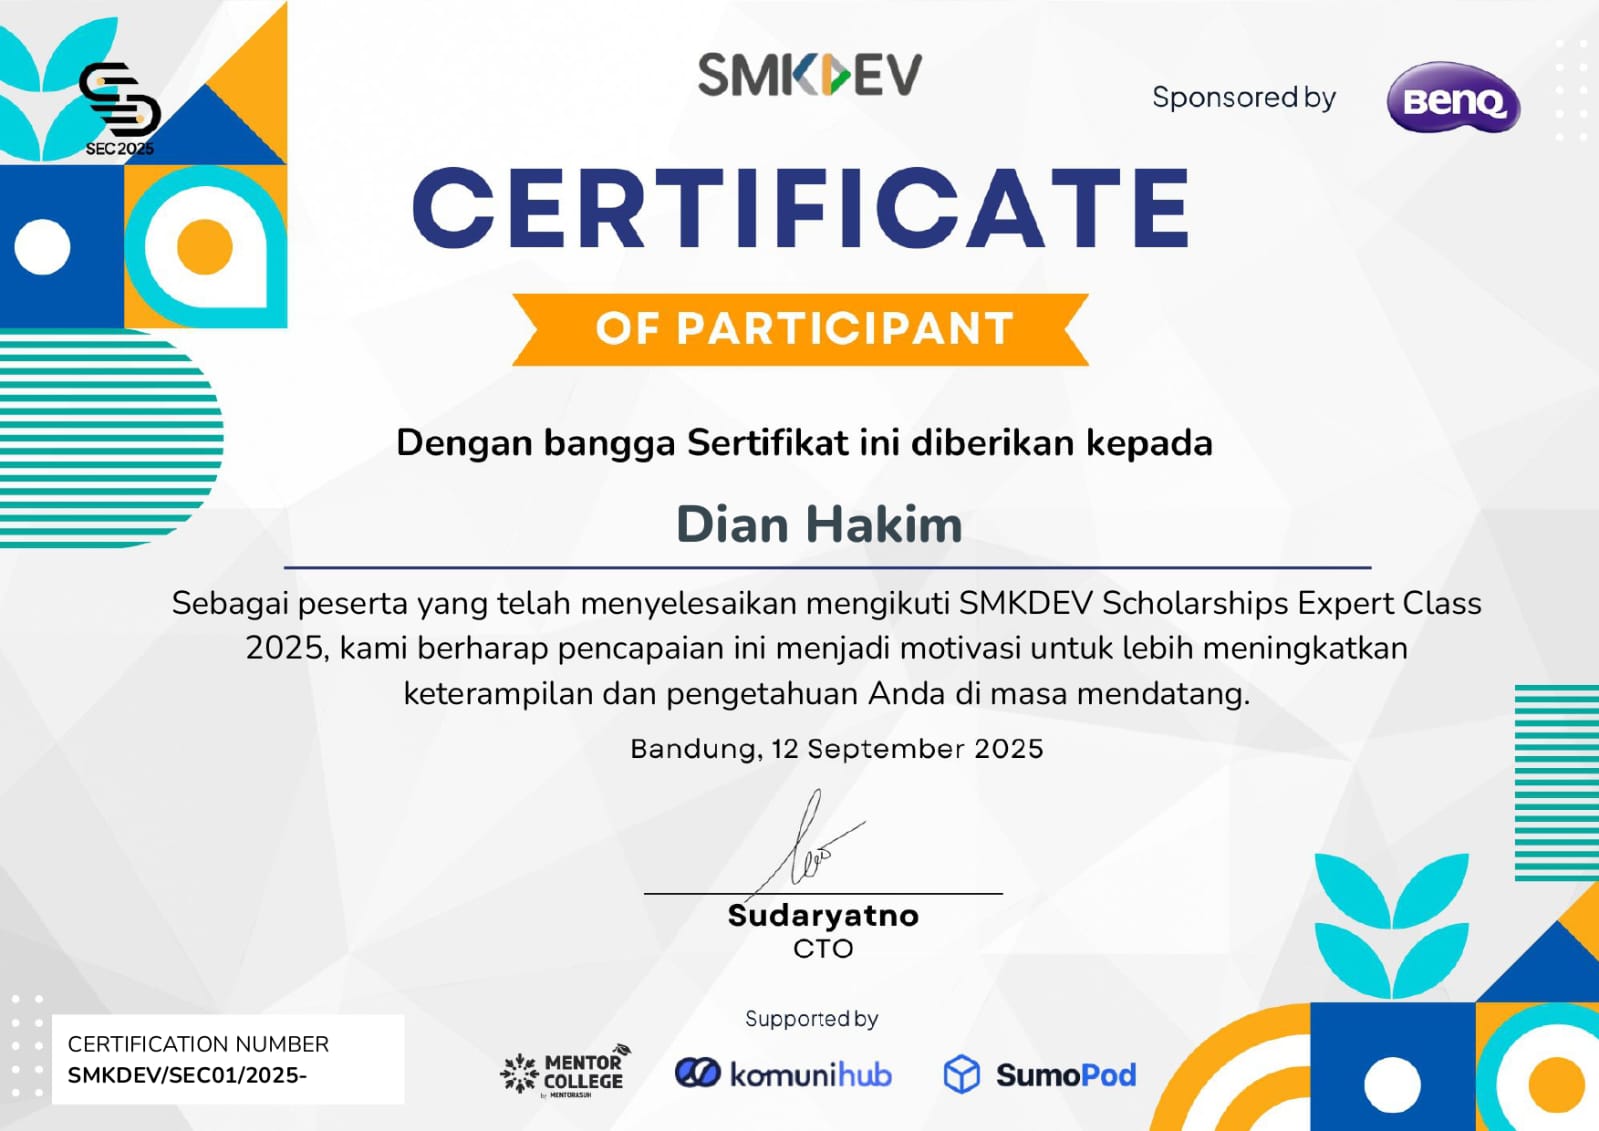 SMKDEV
Sponsored by
BenQ
SEC2025
CERTIFICATE
OF PARTICIPANT
Dengan bangga Sertifikat ini diberikan kepada
Dian Hakim
Sebagai peserta yang telah menyelesaikan mengikuti SMKDEV Scholarships Expert Class
2025, kami berharap pencapaian ini menjadi motivasi untuk lebih meningkatkan
keterampilan dan pengetahuan Anda di masa mendatang.
Bandung, 12 September 2025
Sudaryatno
CTO
Supported by
MENTOR
COLLEGE
by MENTORASUH
komunihub
SumoPod
CERTIFICATION NUMBER
SMKDEV/SEC01/2025-